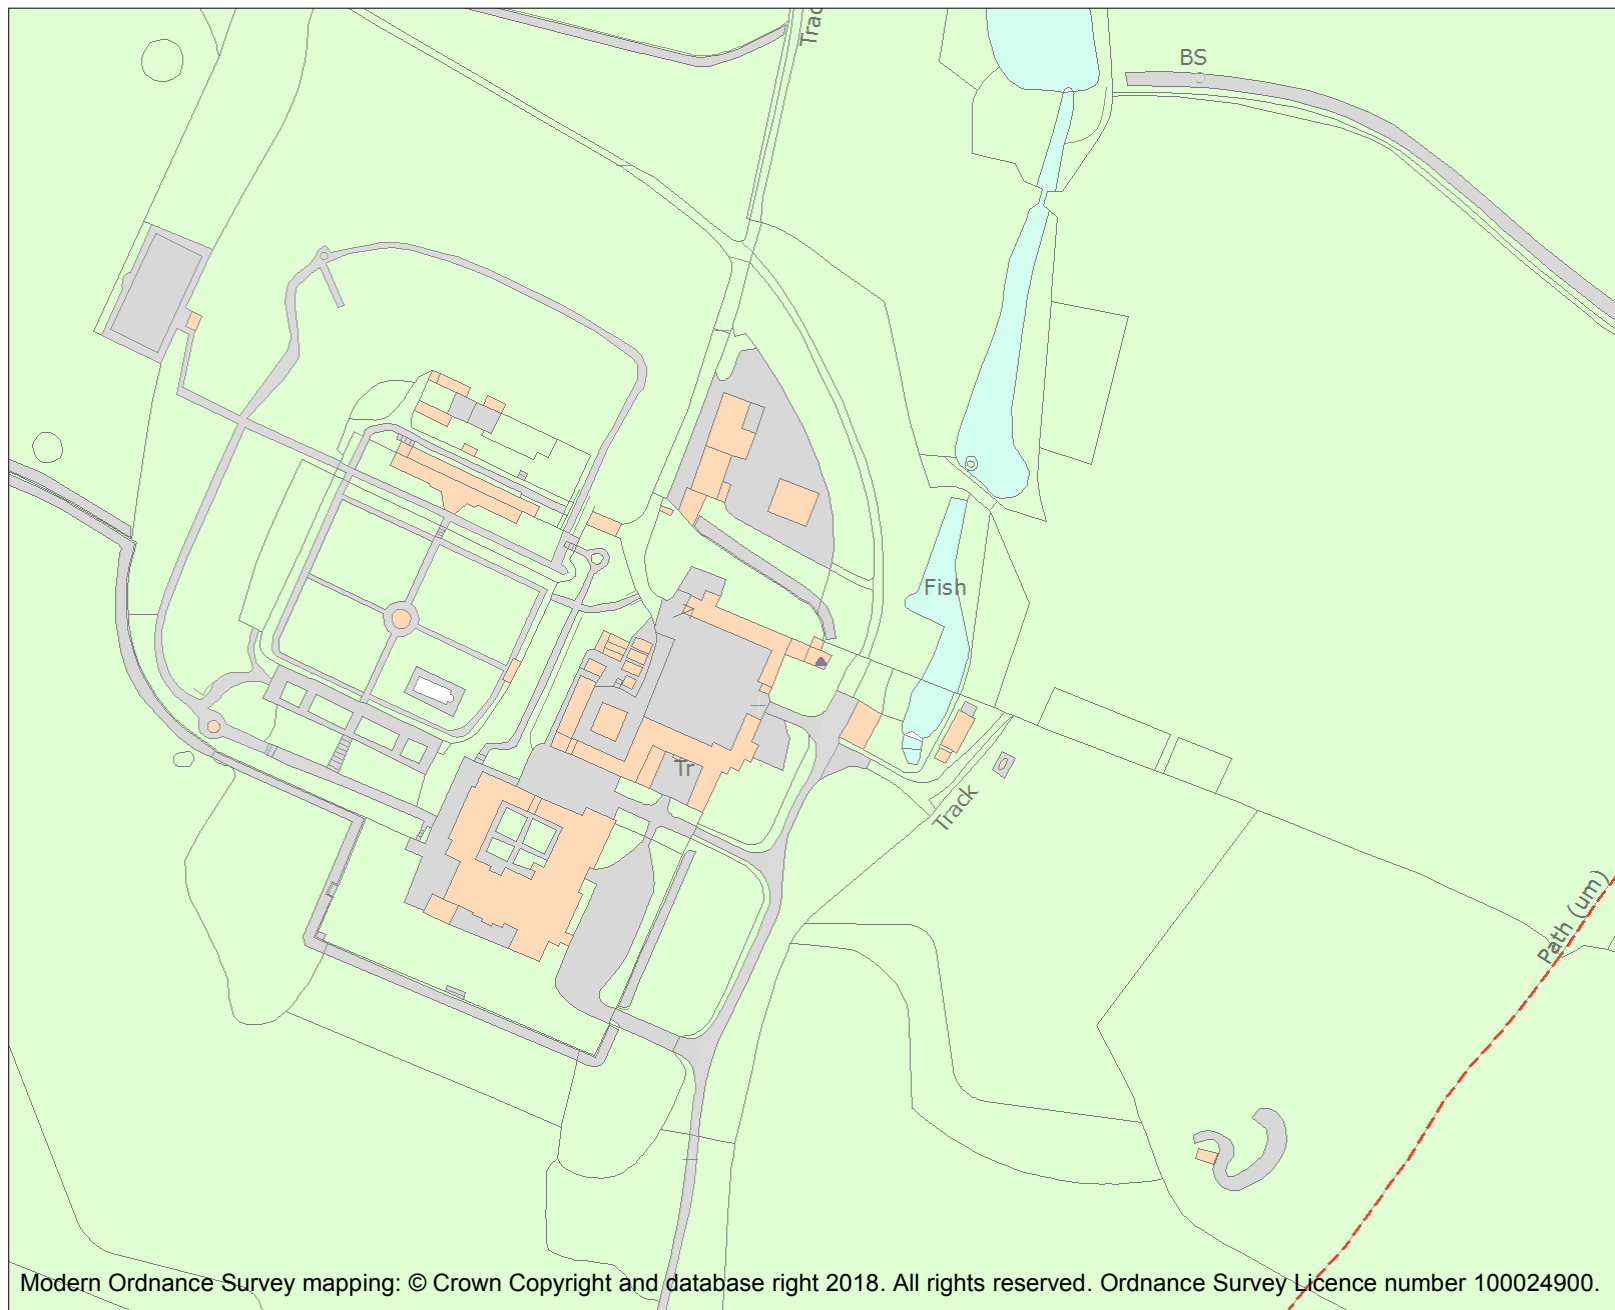 Trac
BS
Fish
Tr
Track
Path (um)
Modern Ordnance Survey mapping: © Crown Copyright and database right 2018. All rights reserved. Ordnance Survey Licence number 100024900.